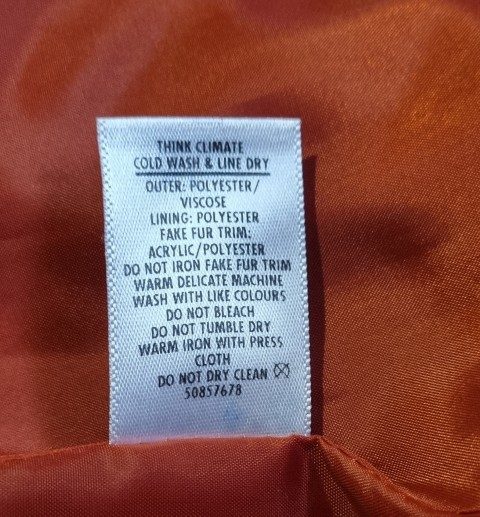 THINK CLIMATE
COLD WASH & LINE DRY
OUTER: POLYESTER/
VISCOSE
LINING: POLYESTER
FAKE FUR TRIM:
ACRYLIC/POLYESTER
DO NOT IRON FAKE FUR TRIM
WARM DELICATE MACHINE
WASH WITH LIKE COLOURS
DO NOT BLEACH
DO NOT TUMBLE DRY
WARM IRON WITH PRESS
CLOTH
DO NOT DRY CLEAN
50857678